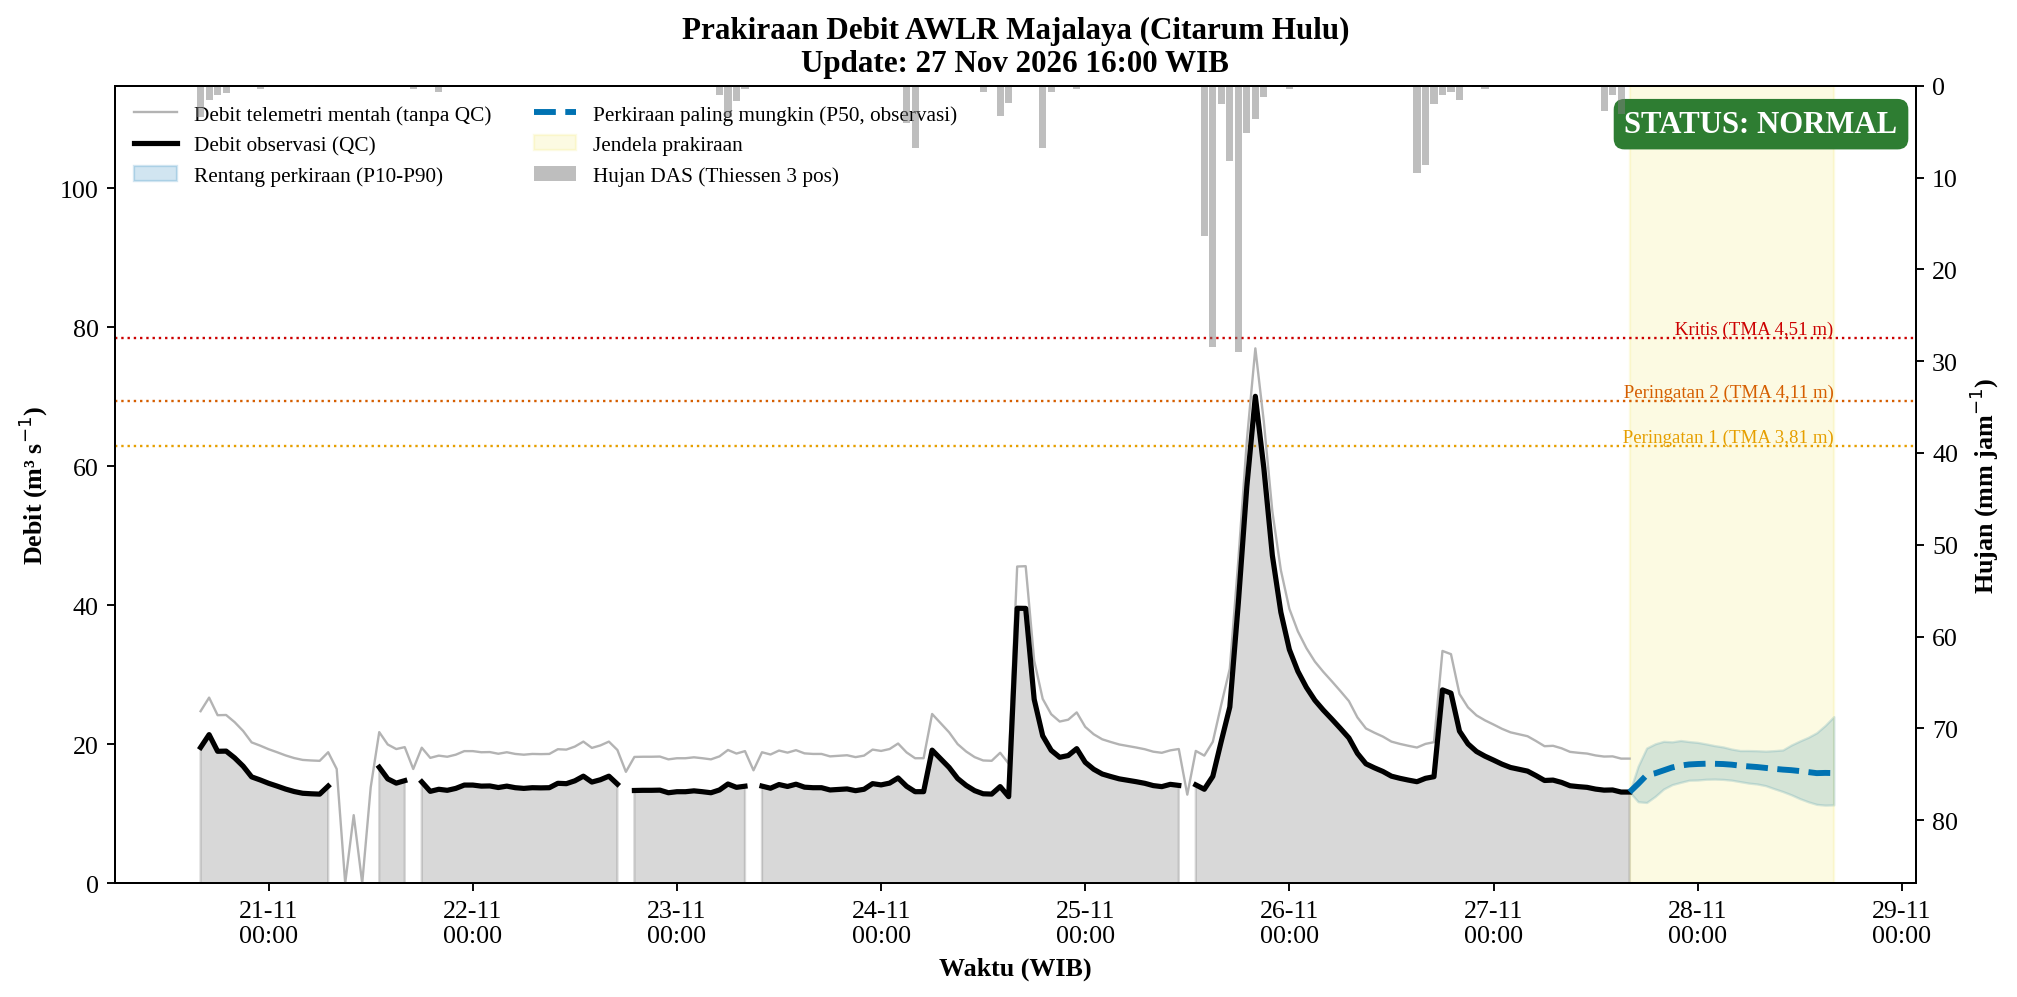 Prakiraan Debit AWLR Majalaya (Citarum Hulu)
Update: 27 Nov 2026 16:00 WIB
Debit telemetri mentah (tanpa QC)
Debit observasi (QC)
Rentang perkiraan (P10-P90)
Perkiraan paling mungkin (P50, observasi)
Jendela prakiraan
Hujan DAS (Thiessen 3 pos)
STATUS: NORMAL
Kritis (TMA 4,51 m)
Peringatan 2 (TMA 4,11 m)
Peringatan 1 (TMA 3,81 m)
Debit (m³ s⁻¹)
100
80
60
40
20
0
Hujan (mm jam⁻¹)
0
10
20
30
40
50
60
70
80
21-11
00:00
22-11
00:00
23-11
00:00
24-11
00:00
25-11
00:00
26-11
00:00
27-11
00:00
28-11
00:00
29-11
00:00
Waktu (WIB)